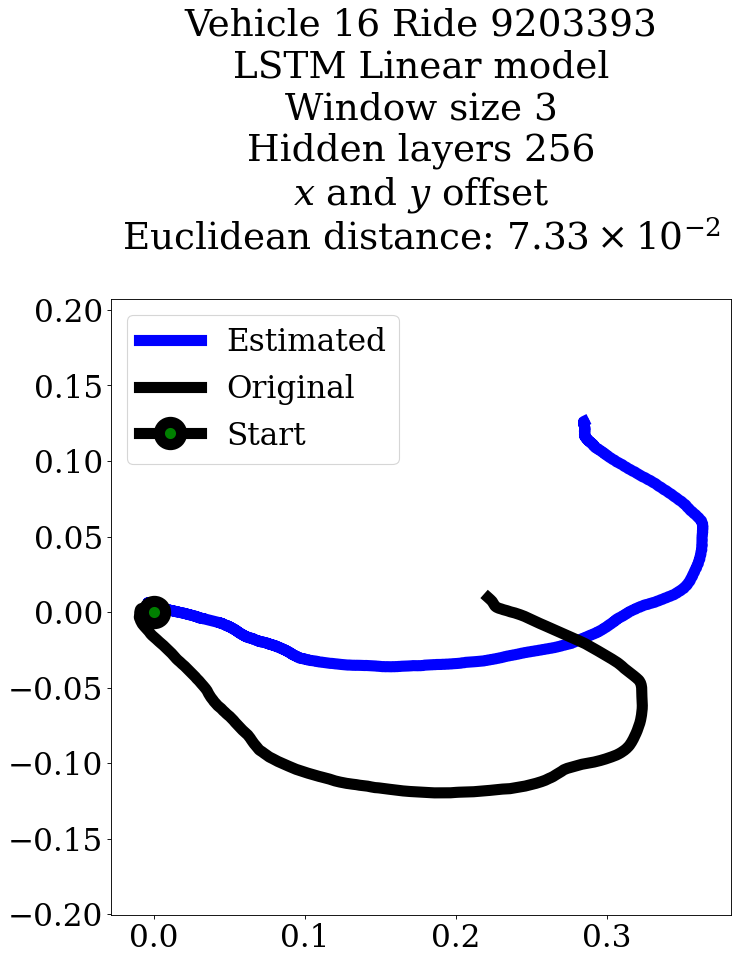 Vehicle 16 Ride 9203393
LSTM Linear model
Window size 3
Hidden layers 256
x and y offset
Euclidean distance: 7.33 × 10⁻²
Estimated
Original
Start
0.20
0.15
0.10
0.05
0.00
−0.05
−0.10
−0.15
−0.20
0.0 0.1 0.2 0.3